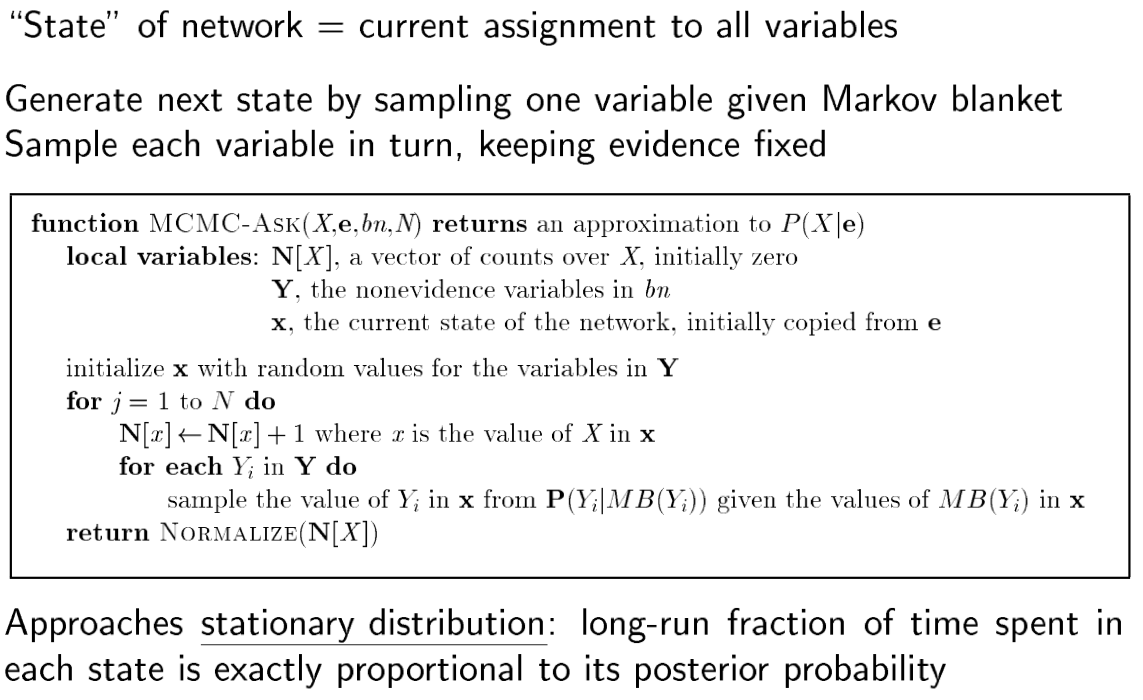 “State” of network = current assignment to all variables
Generate next state by sampling one variable given Markov blanket
Sample each variable in turn, keeping evidence fixed
function MCMC-ASK(X,e,bn,N) returns an approximation to P(X|e)
local variables: N[X], a vector of counts over X, initially zero
Y, the nonevidence variables in bn
x, the current state of the network, initially copied from e
initialize x with random values for the variables in Y
for j = 1 to N do
N[x] ← N[x] + 1 where x is the value of X in x
for each Yᵢ in Y do
sample the value of Yᵢ in x from P(Yᵢ|MB(Yᵢ)) given the values of MB(Yᵢ) in x
return NORMALIZE(N[X])
Approaches stationary distribution: long-run fraction of time spent in
each state is exactly proportional to its posterior probability